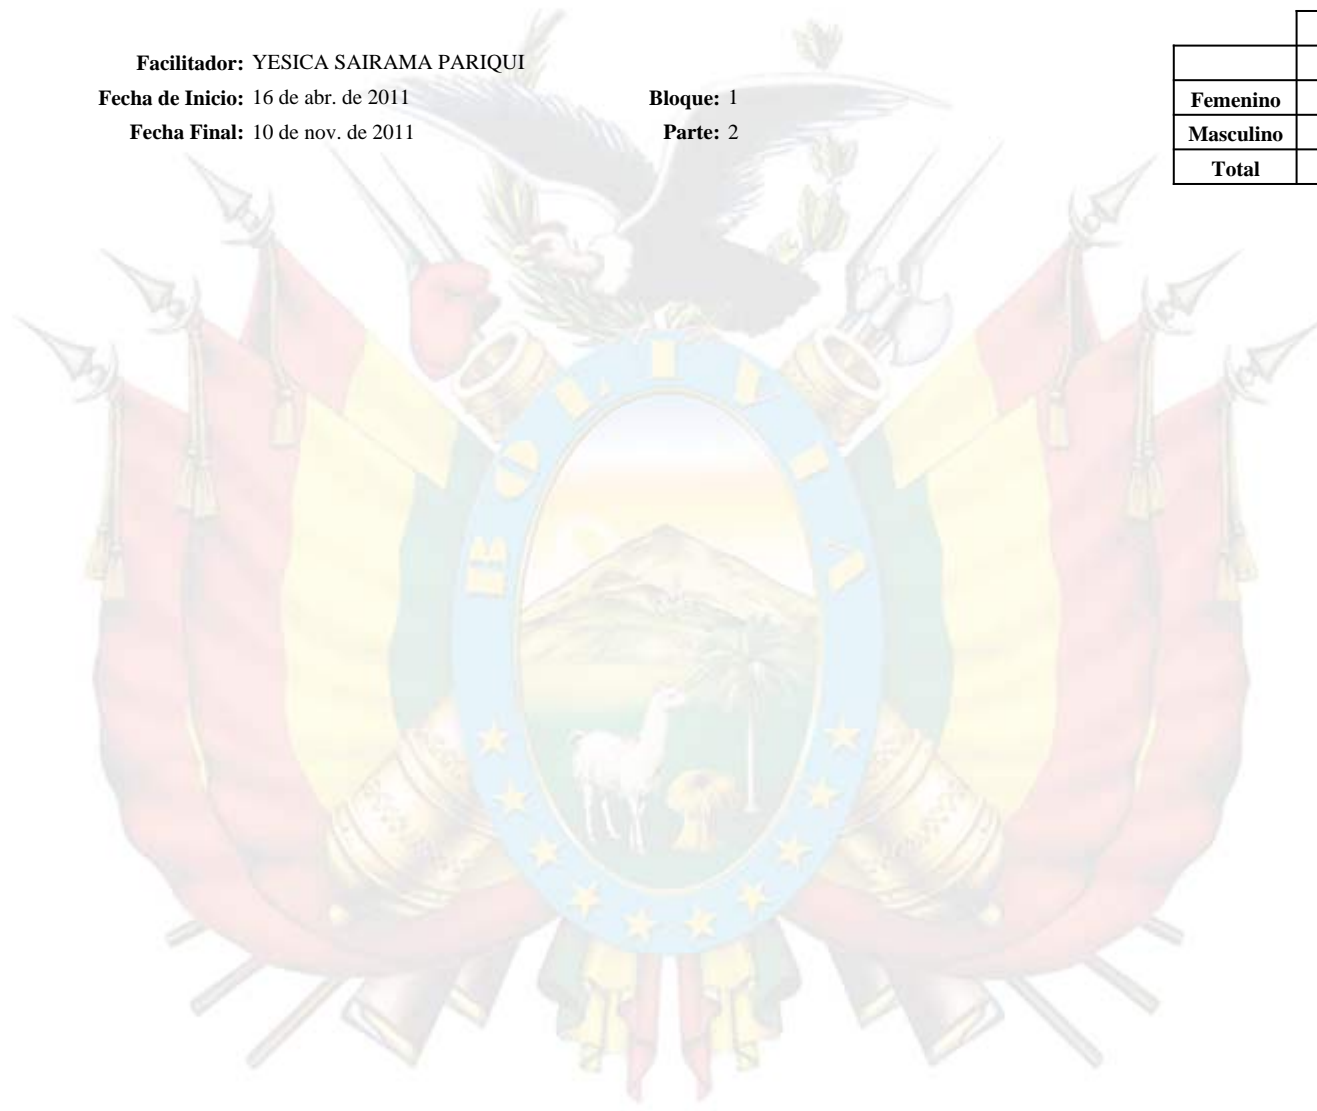 Facilitador: YESICA SAIRAMA PARIQUI
Fecha de Inicio: 16 de abr. de 2011 Bloque: 1
Fecha Final: 10 de nov. de 2011 Parte: 2
Femenino
Masculino
Total
BOLIVIA